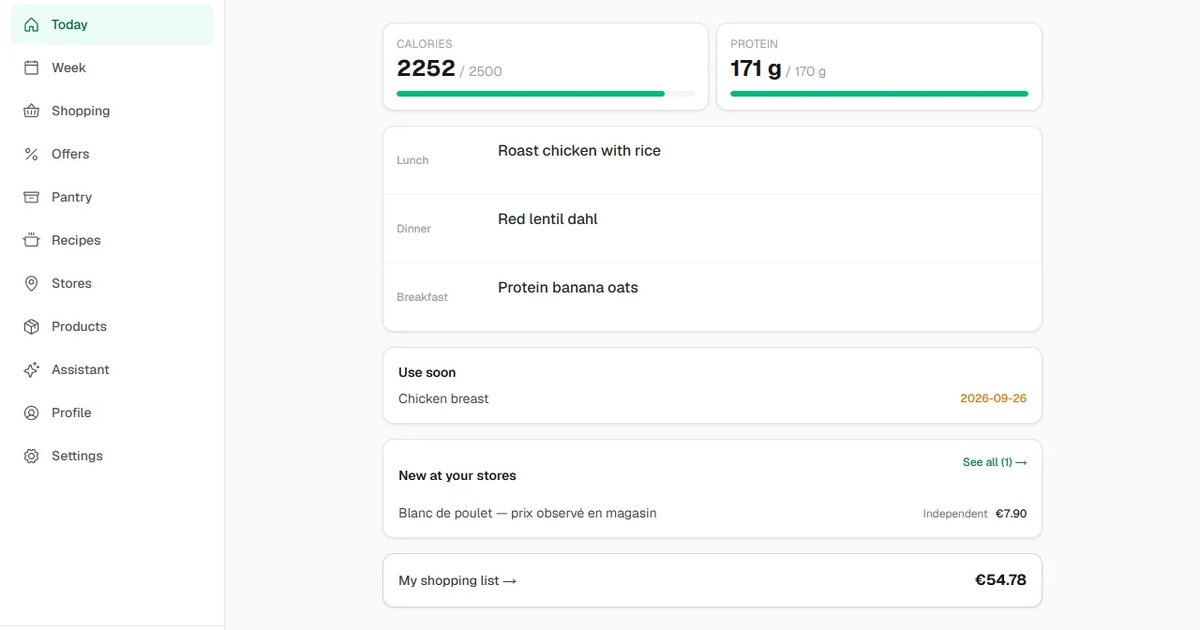 Today
Week
Shopping
Offers
Pantry
Recipes
Stores
Products
Assistant
Profile
Settings
CALORIES
2252 / 2500
PROTEIN
171 g / 170 g
Lunch
Roast chicken with rice
Dinner
Red lentil dahl
Breakfast
Protein banana oats
Use soon
Chicken breast 2026-09-26
See all (1) →
New at your stores
Blanc de poulet — prix observé en magasin Independent €7.90
My shopping list → €54.78